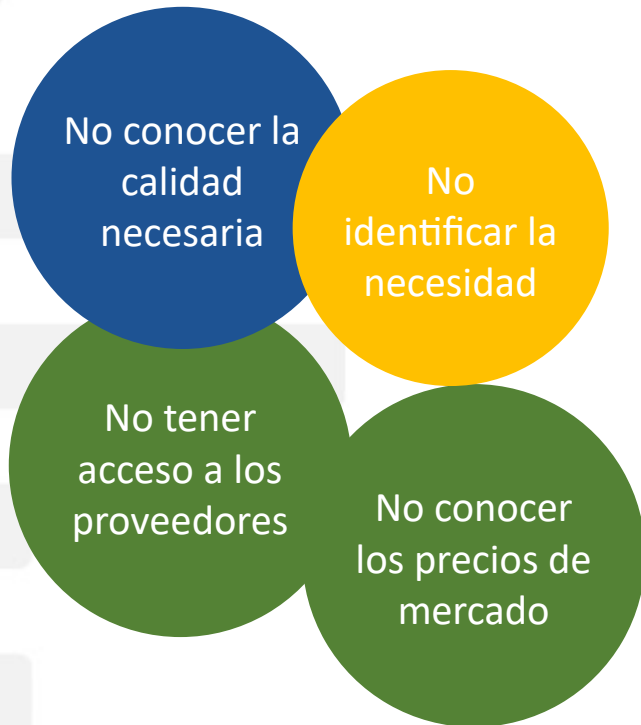 No conocer la
calidad
necesaria
No
identificar la
necesidad
No tener
acceso a los
proveedores
No conocer
los precios de
mercado